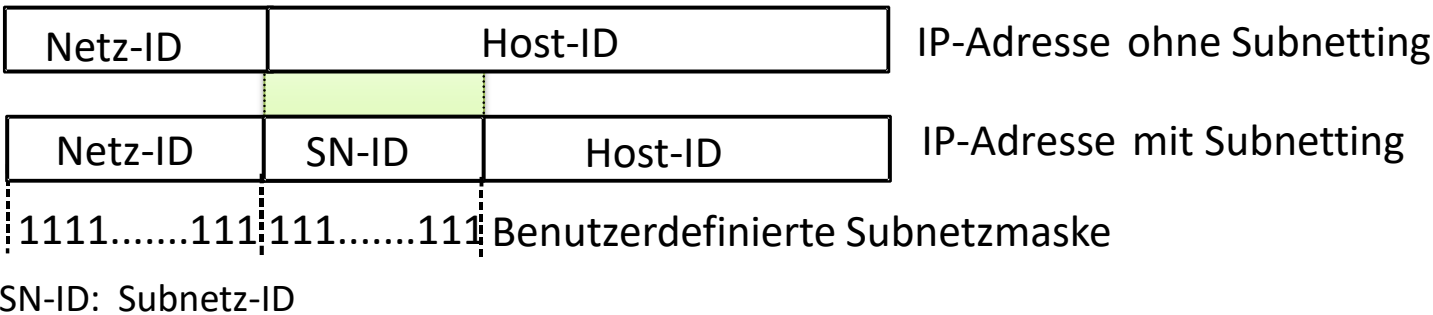 Netz-ID Host-ID IP-Adresse ohne Subnetting
Netz-ID SN-ID Host-ID IP-Adresse mit Subnetting
1111.......111 111.......111 Benutzerdefinierte Subnetzmaske
SN-ID: Subnetz-ID